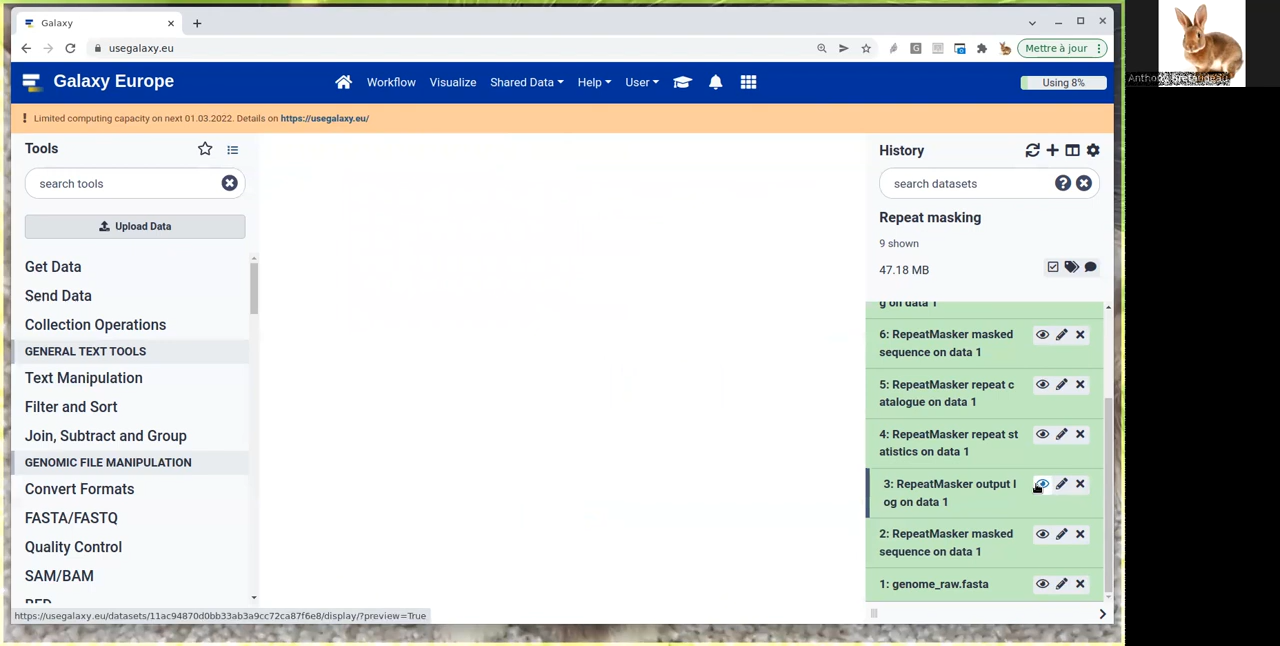 Galaxy
usegalaxy.eu
Mettre à jour
Galaxy Europe
Workflow Visualize Shared Data Help User
Using 8%
! Limited computing capacity on next 01.03.2022. Details on https://usegalaxy.eu/
Tools
search tools
Upload Data
Get Data
Send Data
Collection Operations
GENERAL TEXT TOOLS
Text Manipulation
Filter and Sort
Join, Subtract and Group
GENOMIC FILE MANIPULATION
Convert Formats
FASTA/FASTQ
Quality Control
SAM/BAM
BED
https://usegalaxy.eu/datasets/11ac94870d0bb33ab3a9cc72ca87f6e8/display/?preview=True
History
search datasets
Repeat masking
9 shown
47.18 MB
g on data 1
6: RepeatMasker masked
sequence on data 1
5: RepeatMasker repeat c
atalogue on data 1
4: RepeatMasker repeat st
atistics on data 1
3: RepeatMasker output l
og on data 1
2: RepeatMasker masked
sequence on data 1
1: genome_raw.fasta
Anthony Bretaudeau